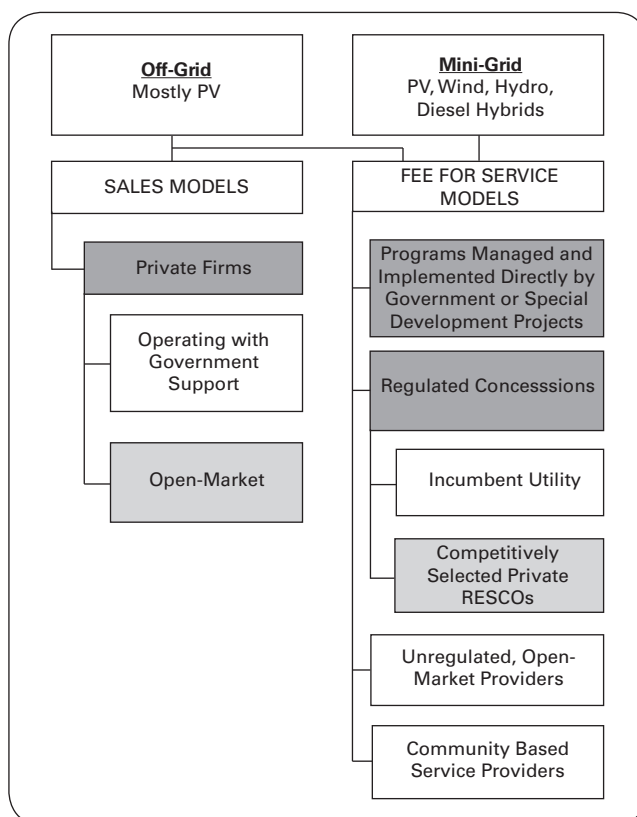 Off-Grid
Mostly PV
Mini-Grid
PV, Wind, Hydro,
Diesel Hybrids
SALES MODELS
FEE FOR SERVICE
MODELS
Private Firms
Operating with
Government
Support
Open-Market
Programs Managed and
Implemented Directly by
Government or Special
Development Projects
Regulated Concesssions
Incumbent Utility
Competitively
Selected Private
RESCOs
Unregulated, Open-
Market Providers
Community Based
Service Providers